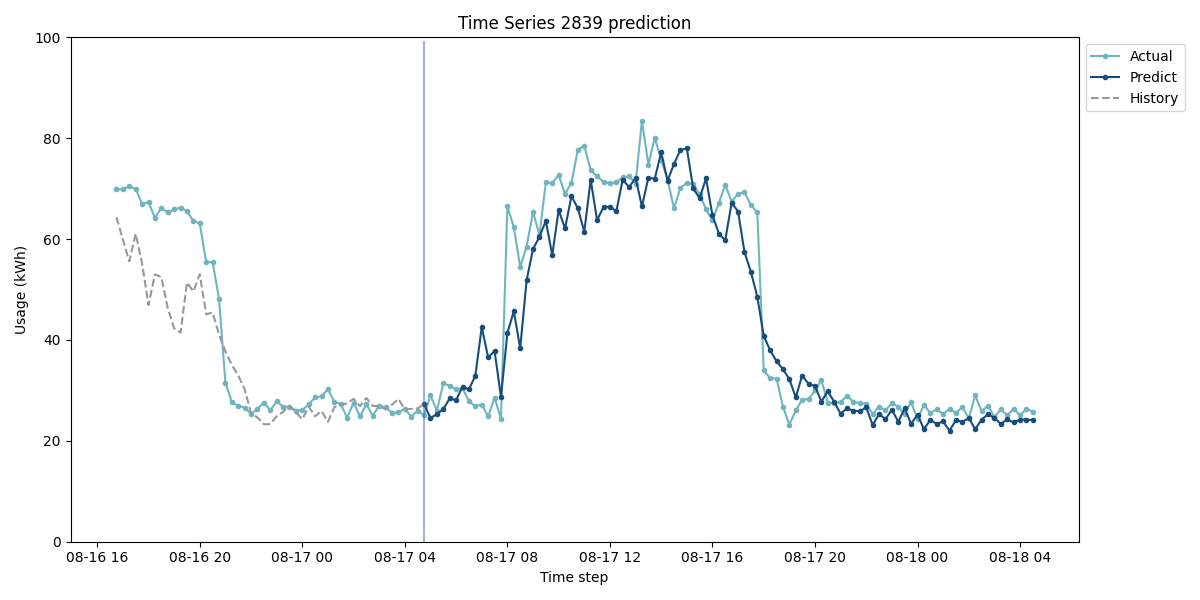 Time Series 2839 prediction
100
80
60
40
20
0
Usage (kWh)
08-16 16
08-16 20
08-17 00
08-17 04
08-17 08
08-17 12
08-17 16
08-17 20
08-18 00
08-18 04
Time step
Actual
Predict
History